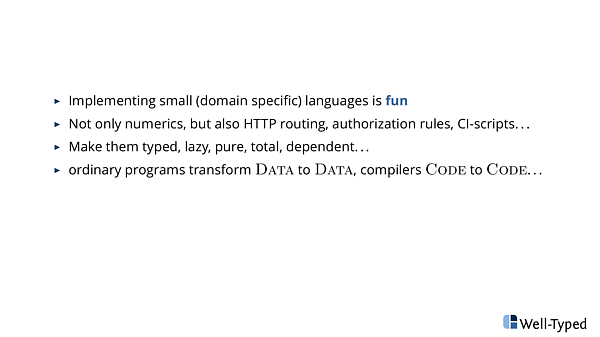 Implementing small (domain specific) languages is fun
Not only numerics, but also HTTP routing, authorization rules, CI-scripts...
Make them typed, lazy, pure, total, dependent...
ordinary programs transform DATA to DATA, compilers CODE to CODE...
Well-Typed